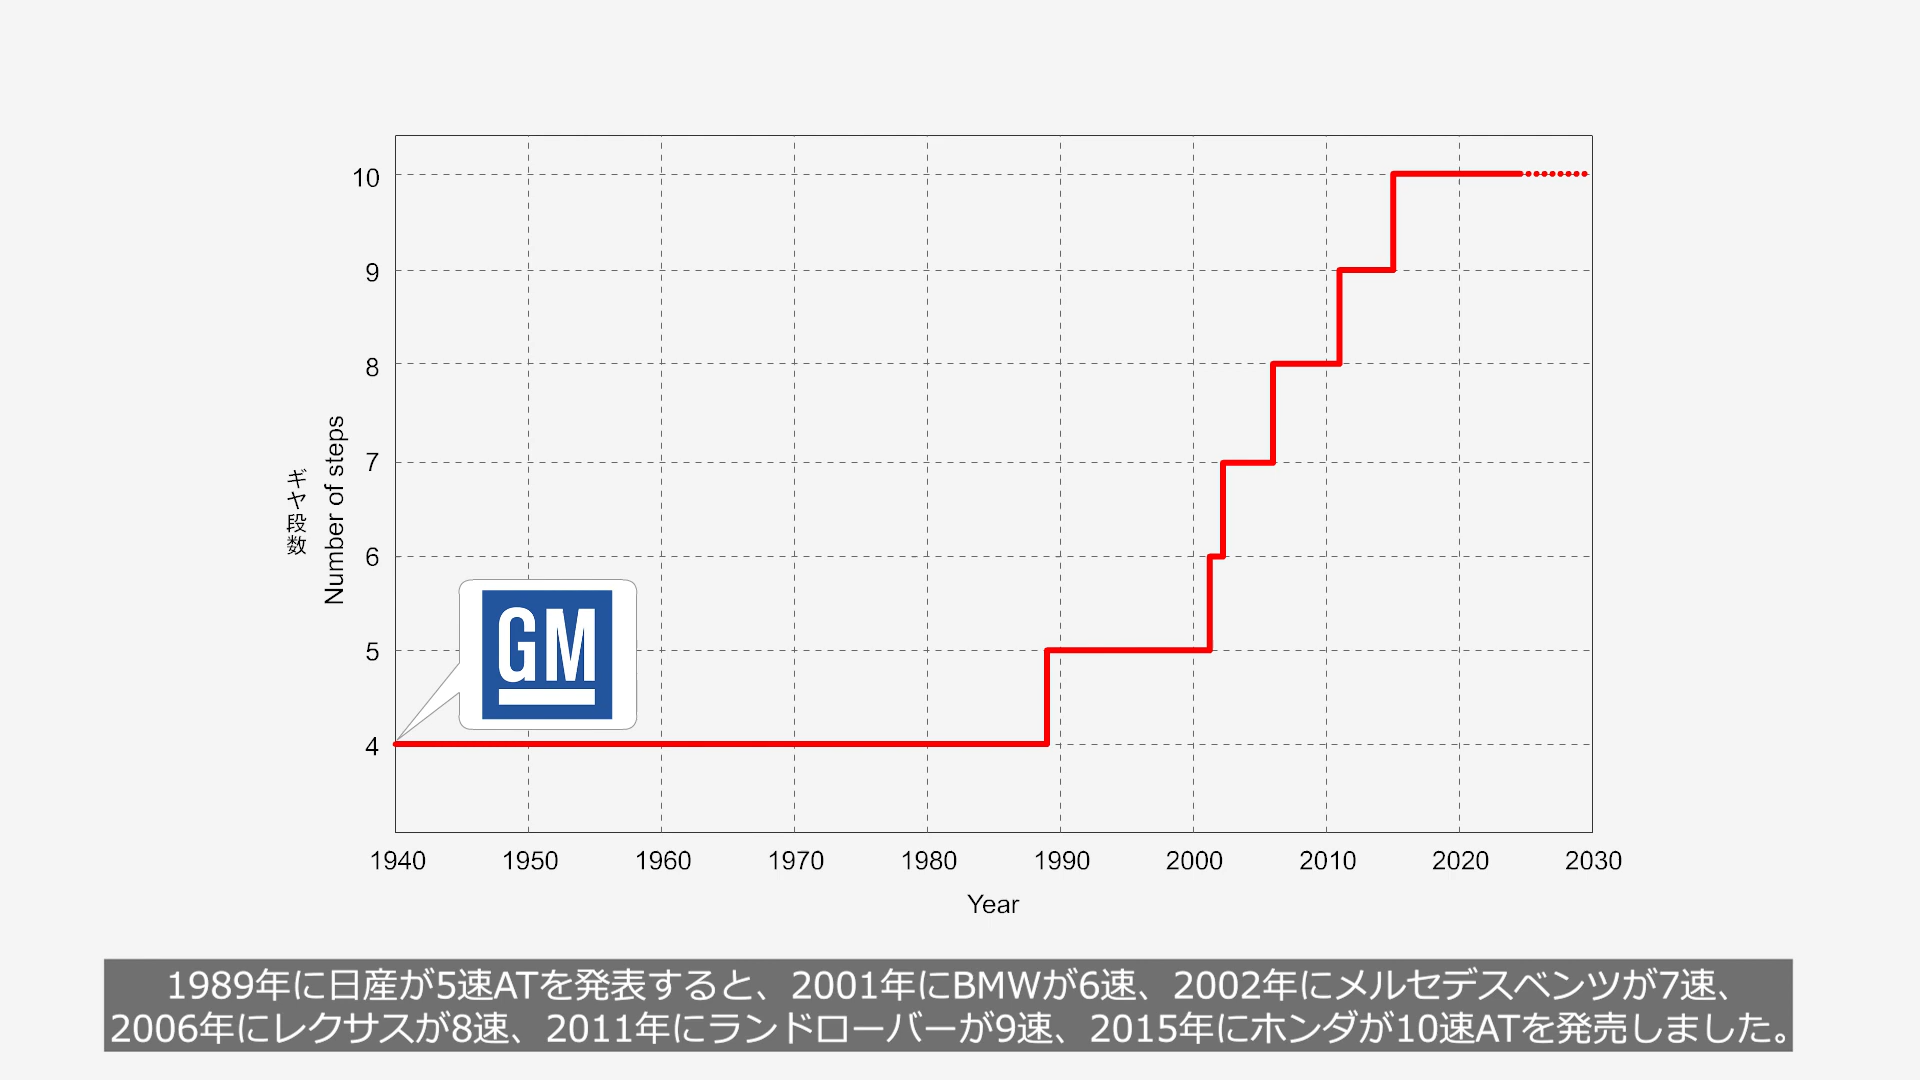 10
9
8
7
6
5
4
ギヤ段数
Number of steps
GM
1940 1950 1960 1970 1980 1990 2000 2010 2020 2030
Year
1989年に日産が5速ATを発表すると、2001年にBMWが6速、2002年にメルセデスベンツが7速、
2006年にレクサスが8速、2011年にランドローバーが9速、2015年にホンダが10速ATを発売しました。